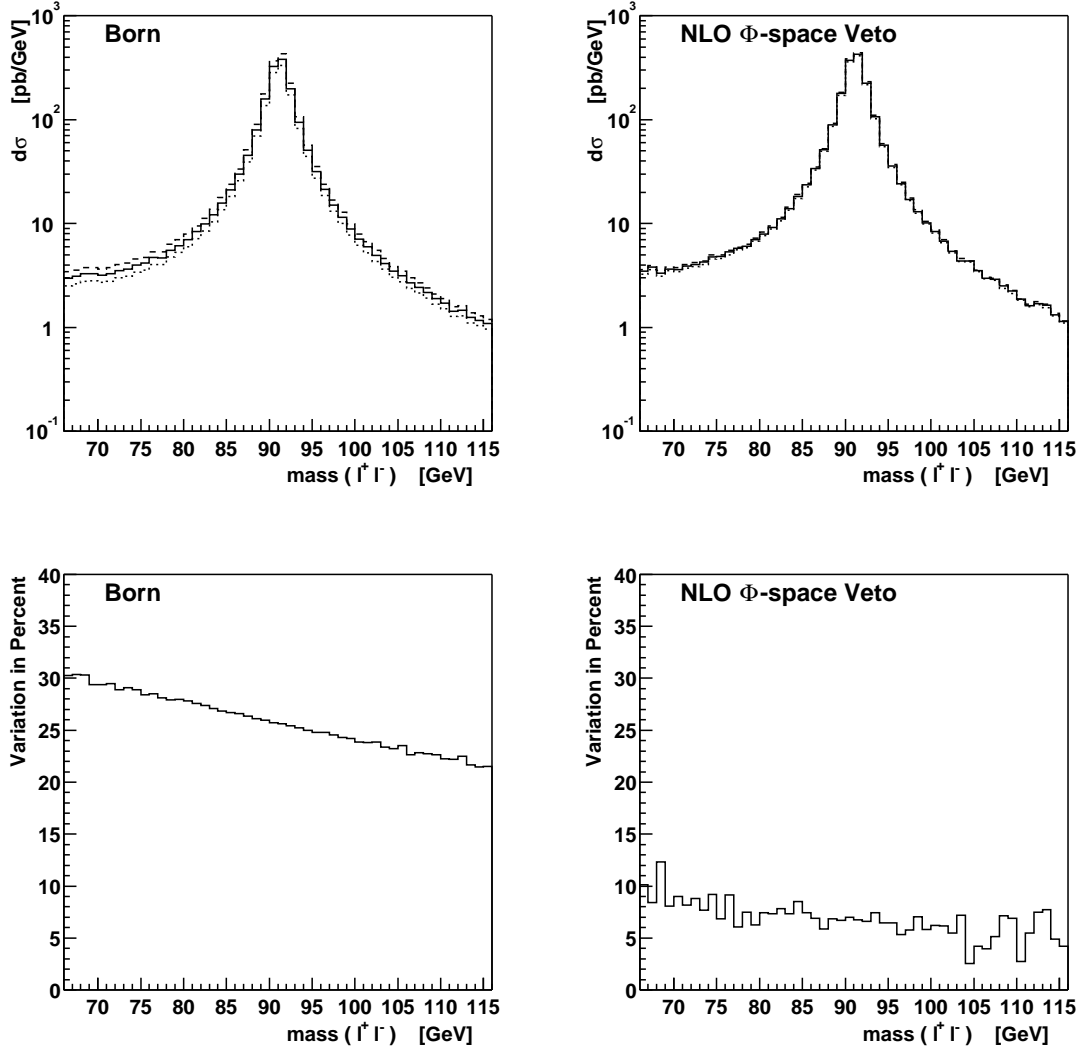 Born
dσ [pb/GeV]
10³
10²
10
1
10⁻¹
70 75 80 85 90 95 100 105 110 115
mass ( l⁺ l⁻ ) [GeV]
NLO Φ-space Veto
dσ [pb/GeV]
10³
10²
10
1
10⁻¹
70 75 80 85 90 95 100 105 110 115
mass ( l⁺ l⁻ ) [GeV]
Born
Variation in Percent
40
35
30
25
20
15
10
5
0
70 75 80 85 90 95 100 105 110 115
mass ( l⁺ l⁻ ) [GeV]
NLO Φ-space Veto
Variation in Percent
40
35
30
25
20
15
10
5
0
70 75 80 85 90 95 100 105 110 115
mass ( l⁺ l⁻ ) [GeV]